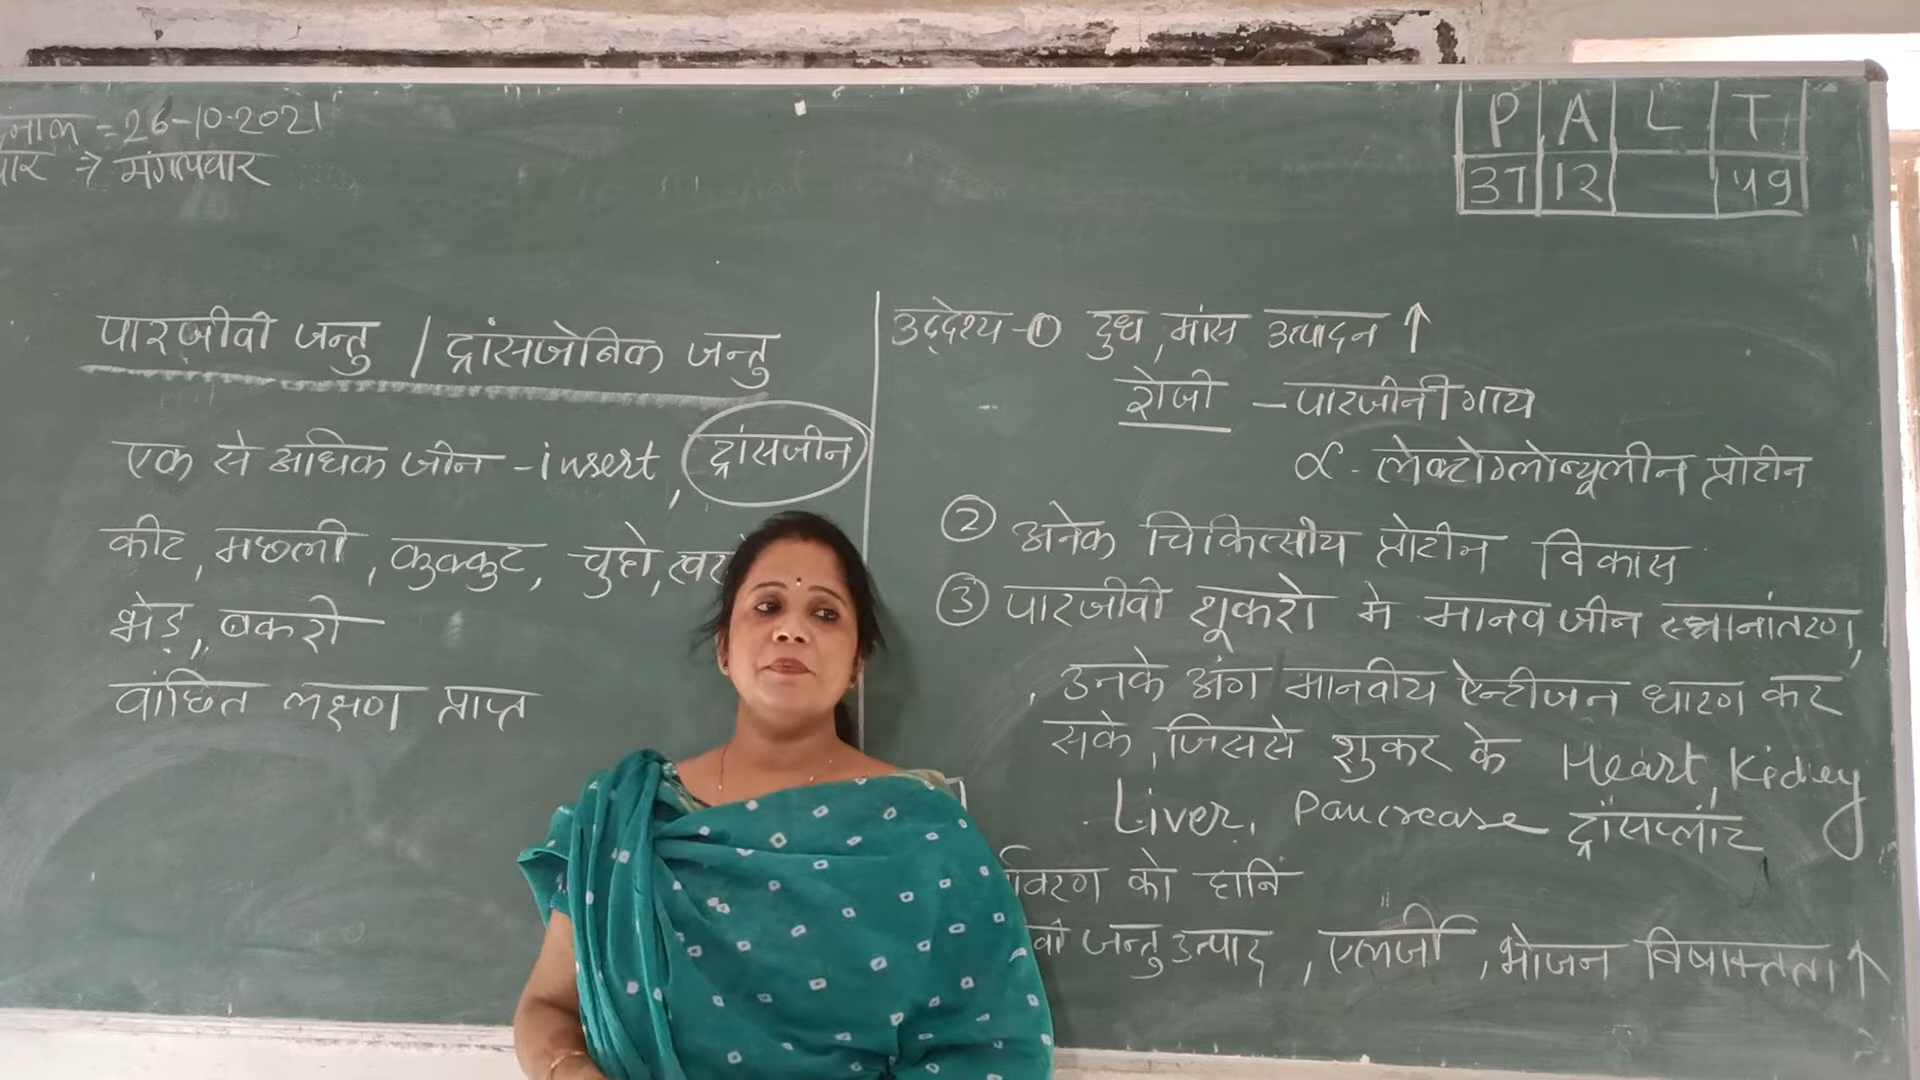 = 26-10-2021
वार → मंगलवार
P A L T
37 12 49
पारजीवी जन्तु / ट्रांसजेनिक जन्तु
एक से अधिक जीन - insert, ट्रांसजीन
कीट, मछली, कुक्कुट, चुहो,
भेड़, बकरी
वांछित लक्षण प्राप्त
उद्देश्य - ① दुध, मांस उत्पादन ↑
रोजी - पारजीनी गाय
α - लेक्टोग्लोब्यूलीन प्रोटीन
② अनेक चिकित्सीय प्रोटीन विकास
③ पारजीवी शूकरो मे मानव जीन स्थानांतरण,
उनके अंग मानवीय ऐन्टीजन धारण कर
सके, जिससे शुकर के Heart, Kidney
Liver, Pancrease ट्रांसप्लांट
को हानि
जन्तु उत्पाद, एलर्जी, भोजन विषाक्तता ↑